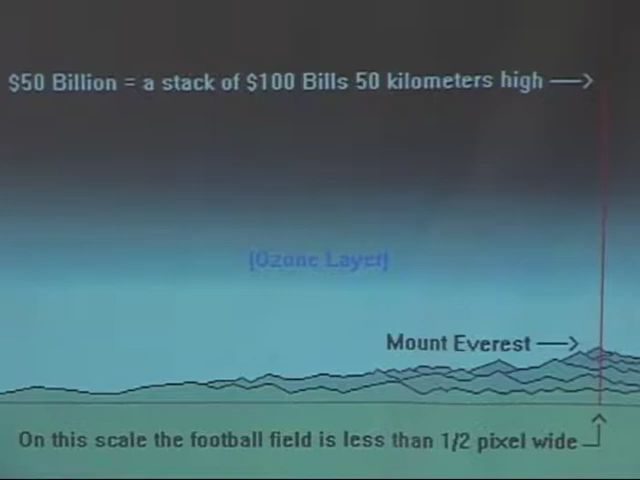 $50 Billion = a stack of $100 Bills 50 kilometers high
[Ozone Layer]
Mount Everest
On this scale the football field is less than 1/2 pixel wide